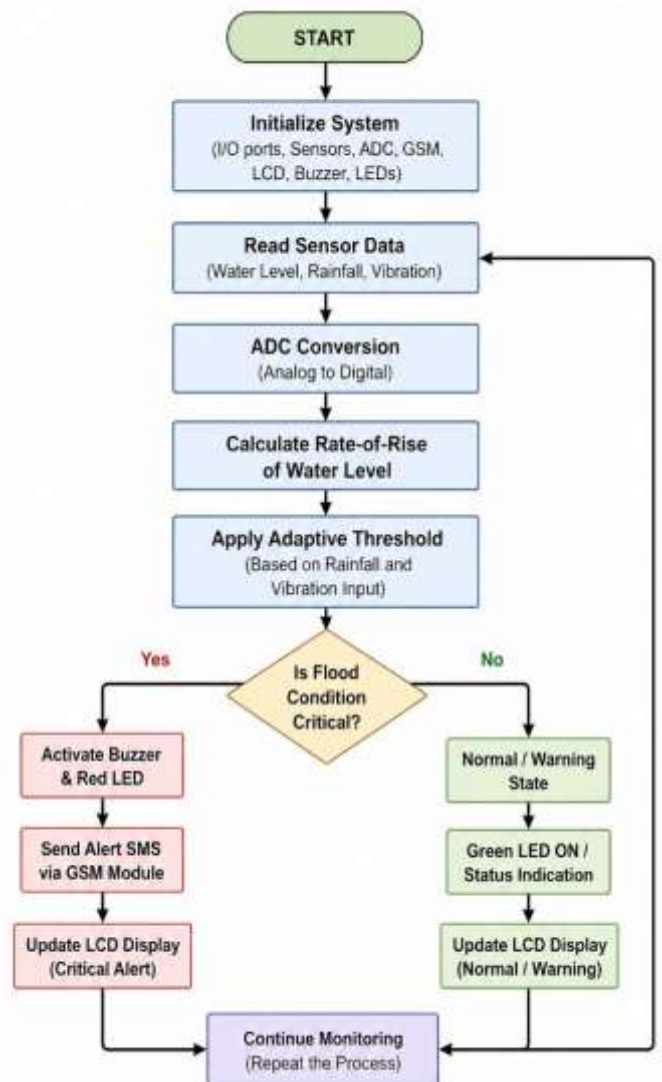 START
Initialize System
(I/O ports, Sensors, ADC, GSM,
LCD, Buzzer, LEDs)
Read Sensor Data
(Water Level, Rainfall, Vibration)
ADC Conversion
(Analog to Digital)
Calculate Rate-of-Rise
of Water Level
Apply Adaptive Threshold
(Based on Rainfall and
Vibration Input)
Is Flood
Condition
Critical?
Yes
Activate Buzzer
& Red LED
Send Alert SMS
via GSM Module
Update LCD Display
(Critical Alert)
No
Normal / Warning
State
Green LED ON /
Status Indication
Update LCD Display
(Normal / Warning)
Continue Monitoring
(Repeat the Process)